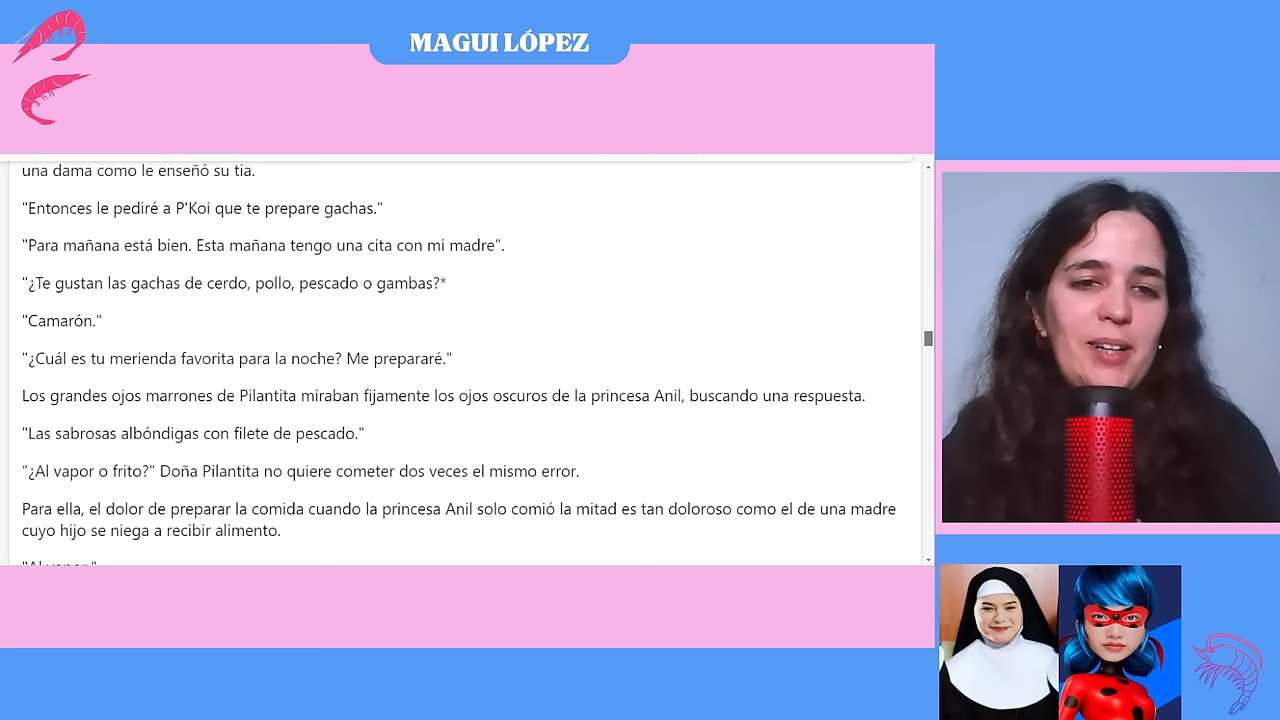 MAGUI LÓPEZ
una dama como le enseñó su tia.
"Entonces le pediré a P'Koi que te prepare gachas."
"Para mañana está bien. Esta mañana tengo una cita con mi madre".
"¿Te gustan las gachas de cerdo, pollo, pescado o gambas?*
"Camarón."
"¿Cuál es tu merienda favorita para la noche? Me prepararé."
Los grandes ojos marrones de Pilantita miraban fijamente los ojos oscuros de la princesa Anil, buscando una respuesta.
"Las sabrosas albóndigas con filete de pescado."
"¿Al vapor o frito?" Doña Pilantita no quiere cometer dos veces el mismo error.
Para ella, el dolor de preparar la comida cuando la princesa Anil solo comió la mitad es tan doloroso como el de una madre
cuyo hijo se niega a recibir alimento.
"Al vapor."